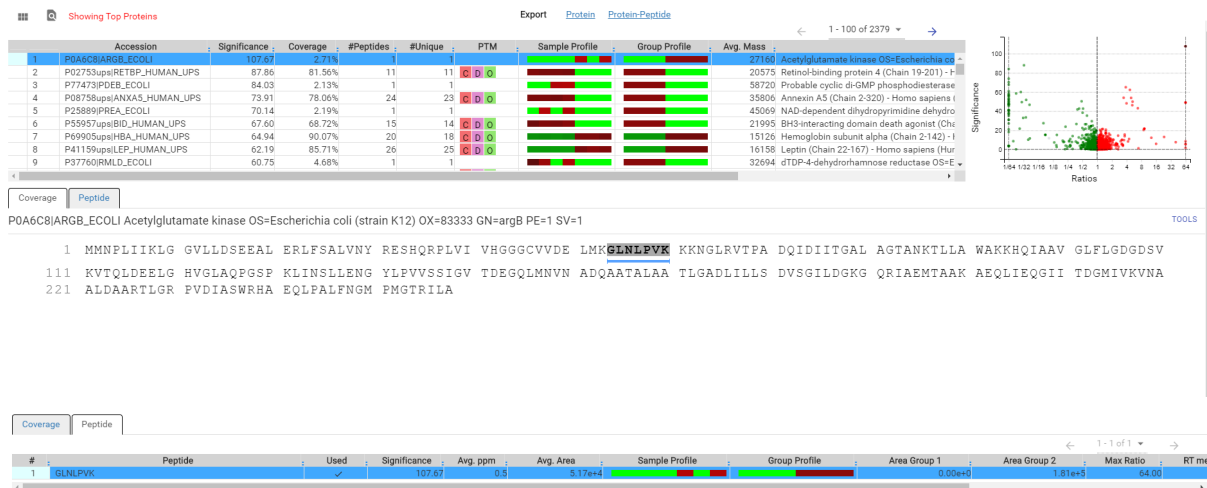 Showing Top Proteins
Export Protein Protein-Peptide
1 - 100 of 2379
Accession Significance Coverage #Peptides #Unique PTM Sample Profile Group Profile Avg. Mass
1 P0A6C8|ARGB_ECOLI 107.67 2.71% 1 1 27160 Acetylglutamate kinase OS=Escherichia co
2 P02753ups|RETBP_HUMAN_UPS 87.86 81.56% 11 11 C D O 20575 Retinol-binding protein 4 (Chain 19-201) - H
3 P77473|PDEB_ECOLI 84.03 2.13% 1 1 58720 Probable cyclic di-GMP phosphodiesterase
4 P08758ups|ANXA5_HUMAN_UPS 73.91 78.06% 24 23 C D O 35806 Annexin A5 (Chain 2-320) - Homo sapiens (
5 P25889|PREA_ECOLI 70.14 2.19% 1 1 45069 NAD-dependent dihydropyrimidine dehydro
6 P55957ups|BID_HUMAN_UPS 67.60 68.72% 15 14 C D O 21995 BH3-interacting domain death agonist (Cha
7 P69905ups|HBA_HUMAN_UPS 64.94 90.07% 20 18 C D O 15126 Hemoglobin subunit alpha (Chain 2-142) - H
8 P41159ups|LEP_HUMAN_UPS 62.19 85.71% 26 25 C D O 16158 Leptin (Chain 22-167) - Homo sapiens (Hur
9 P37760|RMLD_ECOLI 60.75 4.68% 1 1 32694 dTDP-4-dehydrorhamnose reductase OS=E
Significance
100
80
60
40
20
0
1/64 1/32 1/16 1/8 1/4 1/2 1 2 4 8 16 32 64
Ratios
Coverage Peptide
P0A6C8|ARGB_ECOLI Acetylglutamate kinase OS=Escherichia coli (strain K12) OX=83333 GN=argB PE=1 SV=1 TOOLS
1 MMNPLIIKLG GVLLDSEEAL ERLFSALVNY RESHQRPLVI VHGGGCVVDE LMKGLNLPVK KKNGLRVTPA DQIDIITGAL AGTANKTLLA WAKKHQIAAV GLFLGDGDSV
111 KVTQLDEELG HVGLAQPGSP KLINSLLENG YLPVVSSIGV TDEGQLMNVN ADQAATALAA TLGADLILLS DVSGILDGKG QRIAEMTAAK AEQLIEQGII TDGMIVKVNA
221 ALDAARTLGR PVDIASWRHA EQLPALFNGM PMGTRILA
Coverage Peptide
1 - 1 of 1
# Peptide Used Significance Avg. ppm Avg. Area Sample Profile Group Profile Area Group 1 Area Group 2 Max Ratio RT me
1 GLNLPVK ✓ 107.67 0.5 5.17e+4 0.00e+0 1.81e+5 64.00